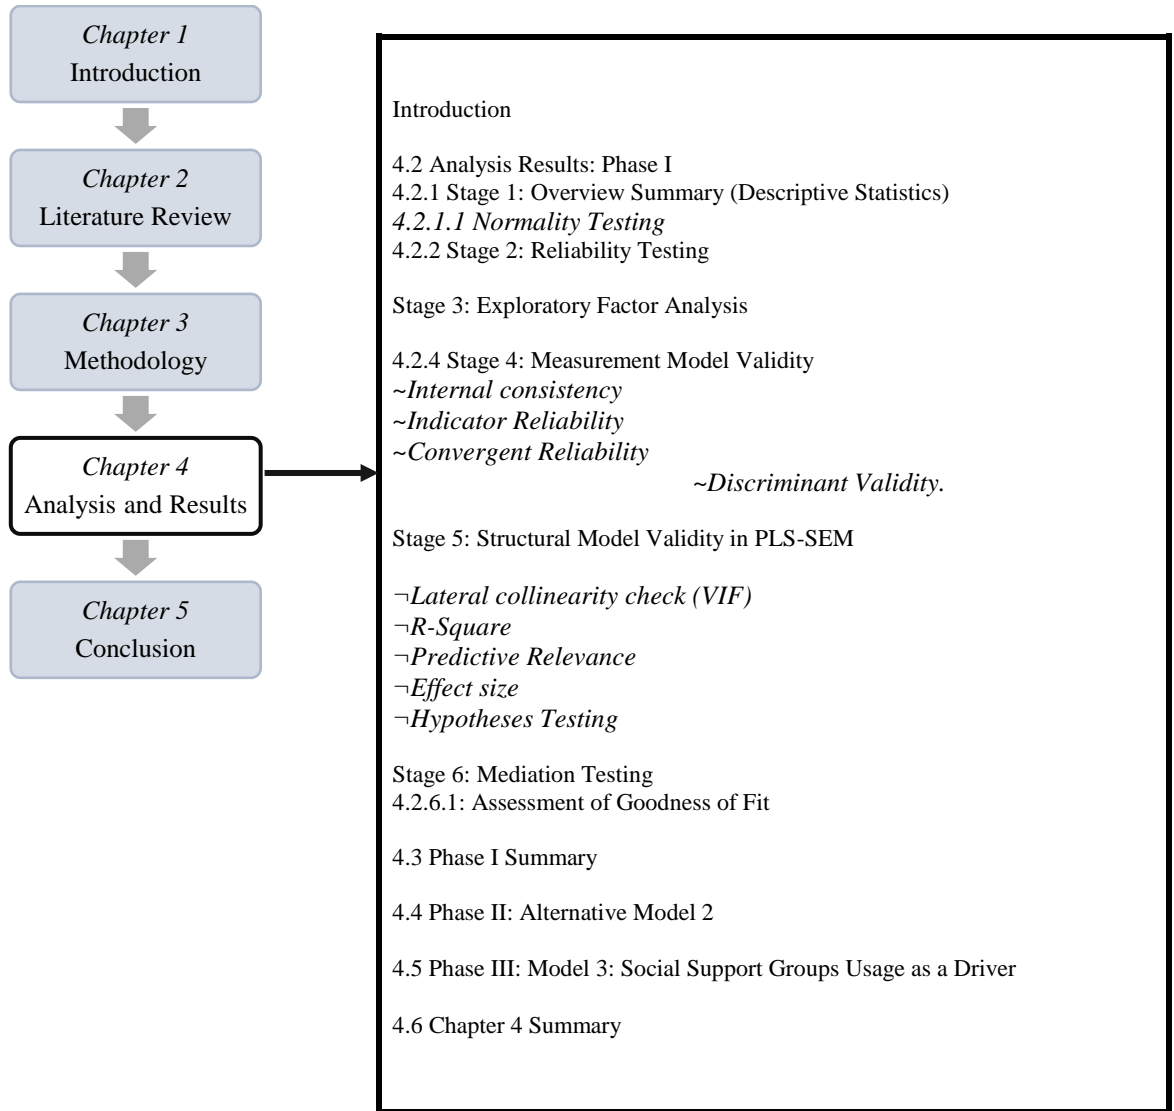 Chapter 1
Introduction
Chapter 2
Literature Review
Chapter 3
Methodology
Chapter 4
Analysis and Results
Chapter 5
Conclusion
Introduction
4.2 Analysis Results: Phase I
4.2.1 Stage 1: Overview Summary (Descriptive Statistics)
4.2.1.1 Normality Testing
4.2.2 Stage 2: Reliability Testing
Stage 3: Exploratory Factor Analysis
4.2.4 Stage 4: Measurement Model Validity
~Internal consistency
~Indicator Reliability
~Convergent Reliability
~Discriminant Validity.
Stage 5: Structural Model Validity in PLS-SEM
¬Lateral collinearity check (VIF)
¬R-Square
¬Predictive Relevance
¬Effect size
¬Hypotheses Testing
Stage 6: Mediation Testing
4.2.6.1: Assessment of Goodness of Fit
4.3 Phase I Summary
4.4 Phase II: Alternative Model 2
4.5 Phase III: Model 3: Social Support Groups Usage as a Driver
4.6 Chapter 4 Summary